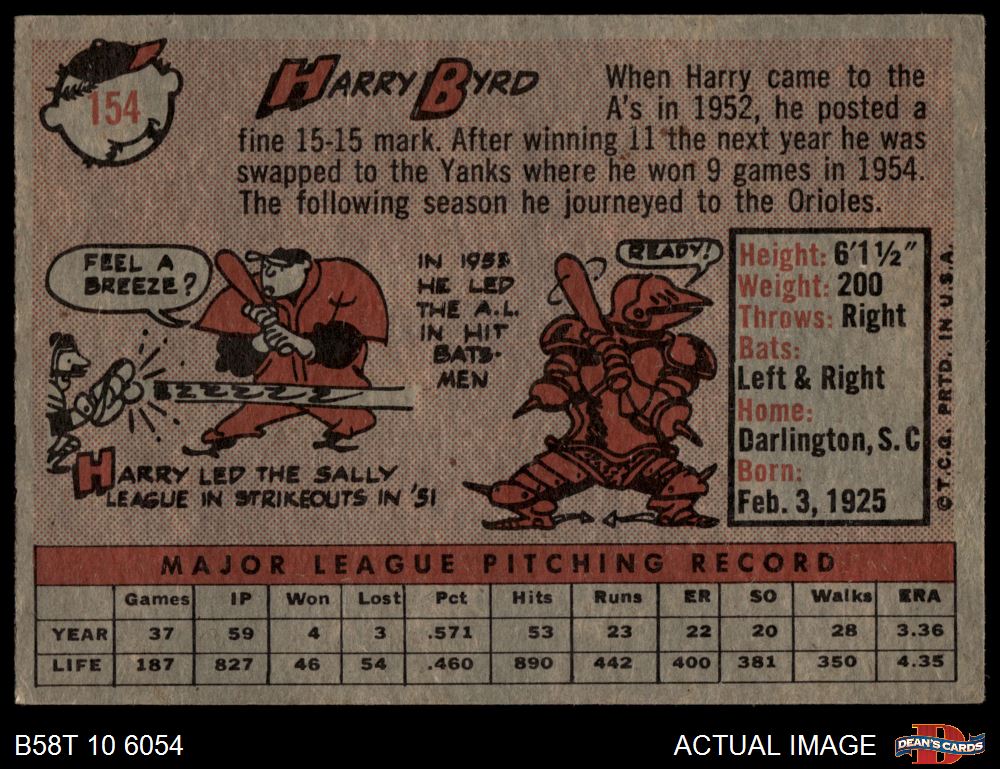 154
HARRY BYRD
When Harry came to the
A's in 1952, he posted a
fine 15-15 mark. After winning 11 the next year he was
swapped to the Yanks where he won 9 games in 1954.
The following season he journeyed to the Orioles.
FEEL A
BREEZE?
HARRY LED THE SALLY
LEAGUE IN STRIKEOUTS IN '51
IN 1953
HE LED
THE A.L.
IN HIT
BATS-
MEN
READY!
Height: 6'1½"
Weight: 200
Throws: Right
Bats:
Left & Right
Home:
Darlington, S. C
Born:
Feb. 3, 1925
© T.C.G. PRTD. IN U.S.A.
MAJOR LEAGUE PITCHING RECORD
Games IP Won Lost Pct Hits Runs ER SO Walks ERA
YEAR 37 59 4 3 .571 53 23 22 20 28 3.36
LIFE 187 827 46 54 .460 890 442 400 381 350 4.35
B58T 10 6054
ACTUAL IMAGE
DEAN'S CARDS